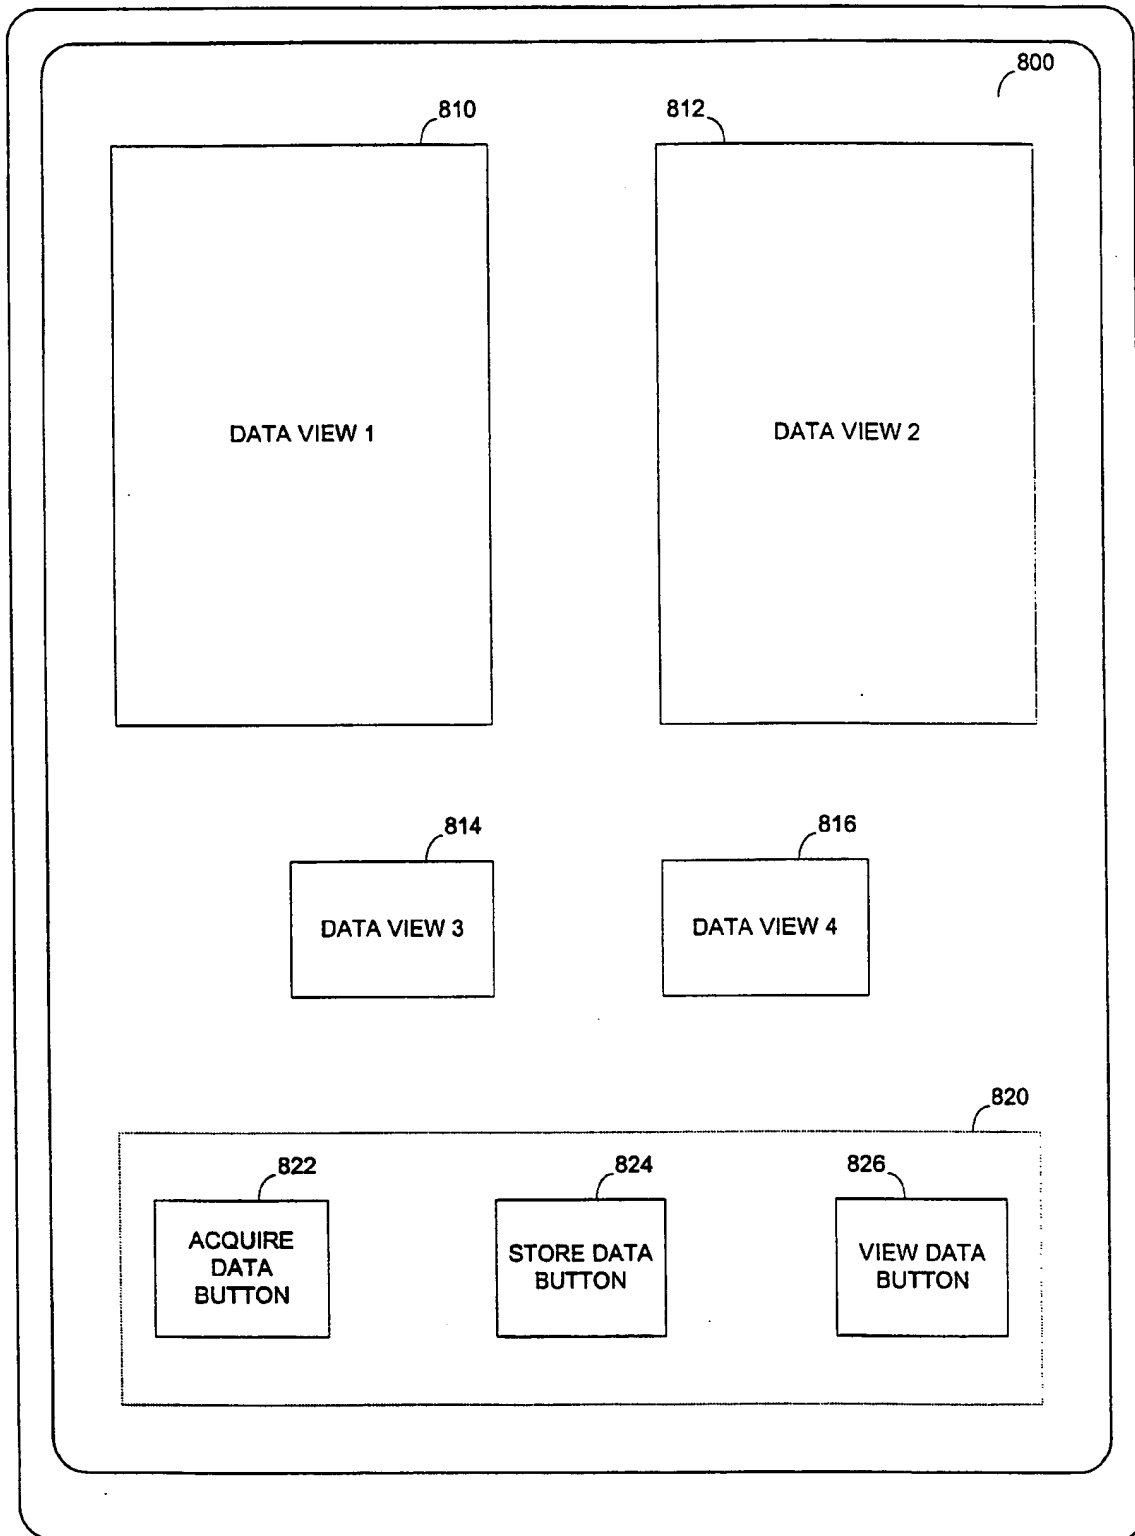 800
810
812
DATA VIEW 1
DATA VIEW 2
814
816
DATA VIEW 3
DATA VIEW 4
820
822
824
826
ACQUIRE
DATA
BUTTON
STORE DATA
BUTTON
VIEW DATA
BUTTON